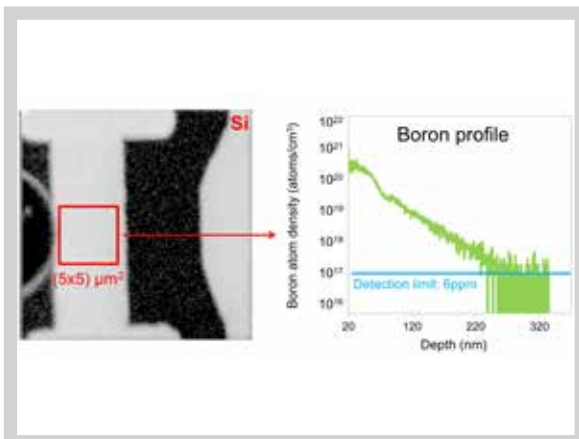 Si
(5x5) µm²
Boron profile
Boron atom density (atoms/cm³)
10²²
10²¹
10²⁰
10¹⁹
10¹⁸
10¹⁷
10¹⁶
Detection limit: 6ppm
20
120
220
320
Depth (nm)